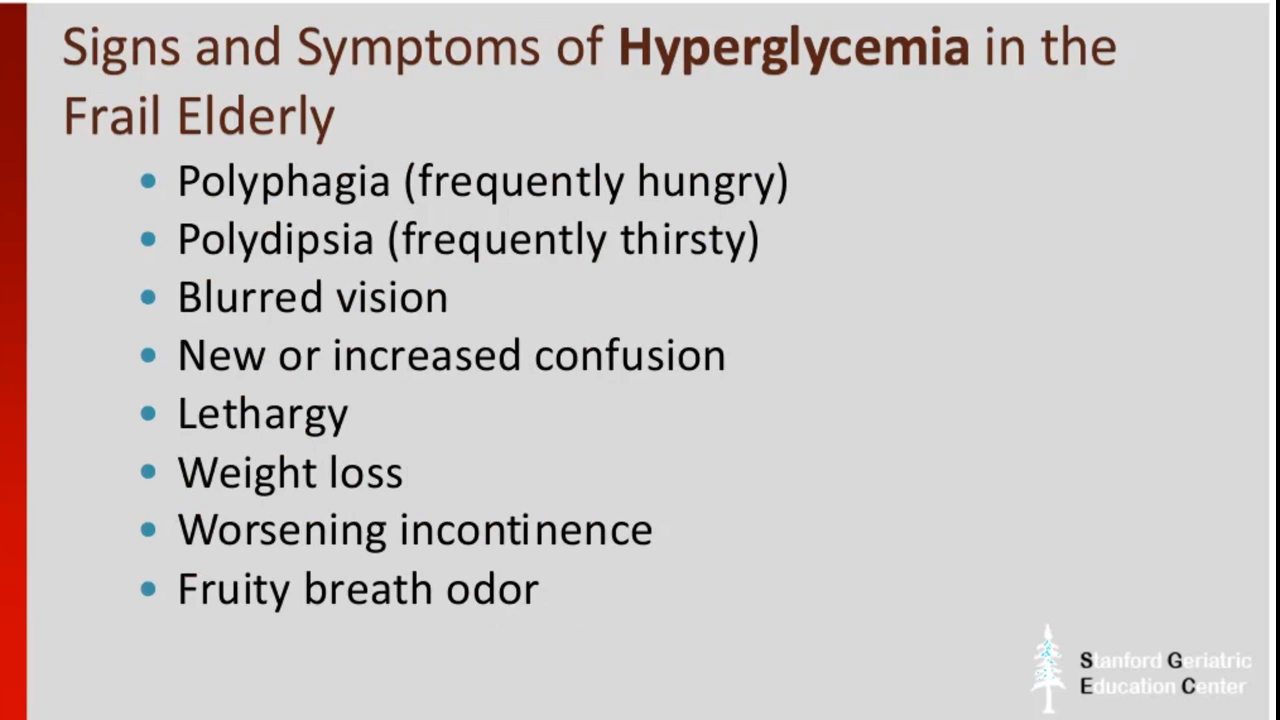 Signs and Symptoms of Hyperglycemia in the
Frail Elderly
• Polyphagia (frequently hungry)
• Polydipsia (frequently thirsty)
• Blurred vision
• New or increased confusion
• Lethargy
• Weight loss
• Worsening incontinence
• Fruity breath odor
Stanford Geriatric
Education Center